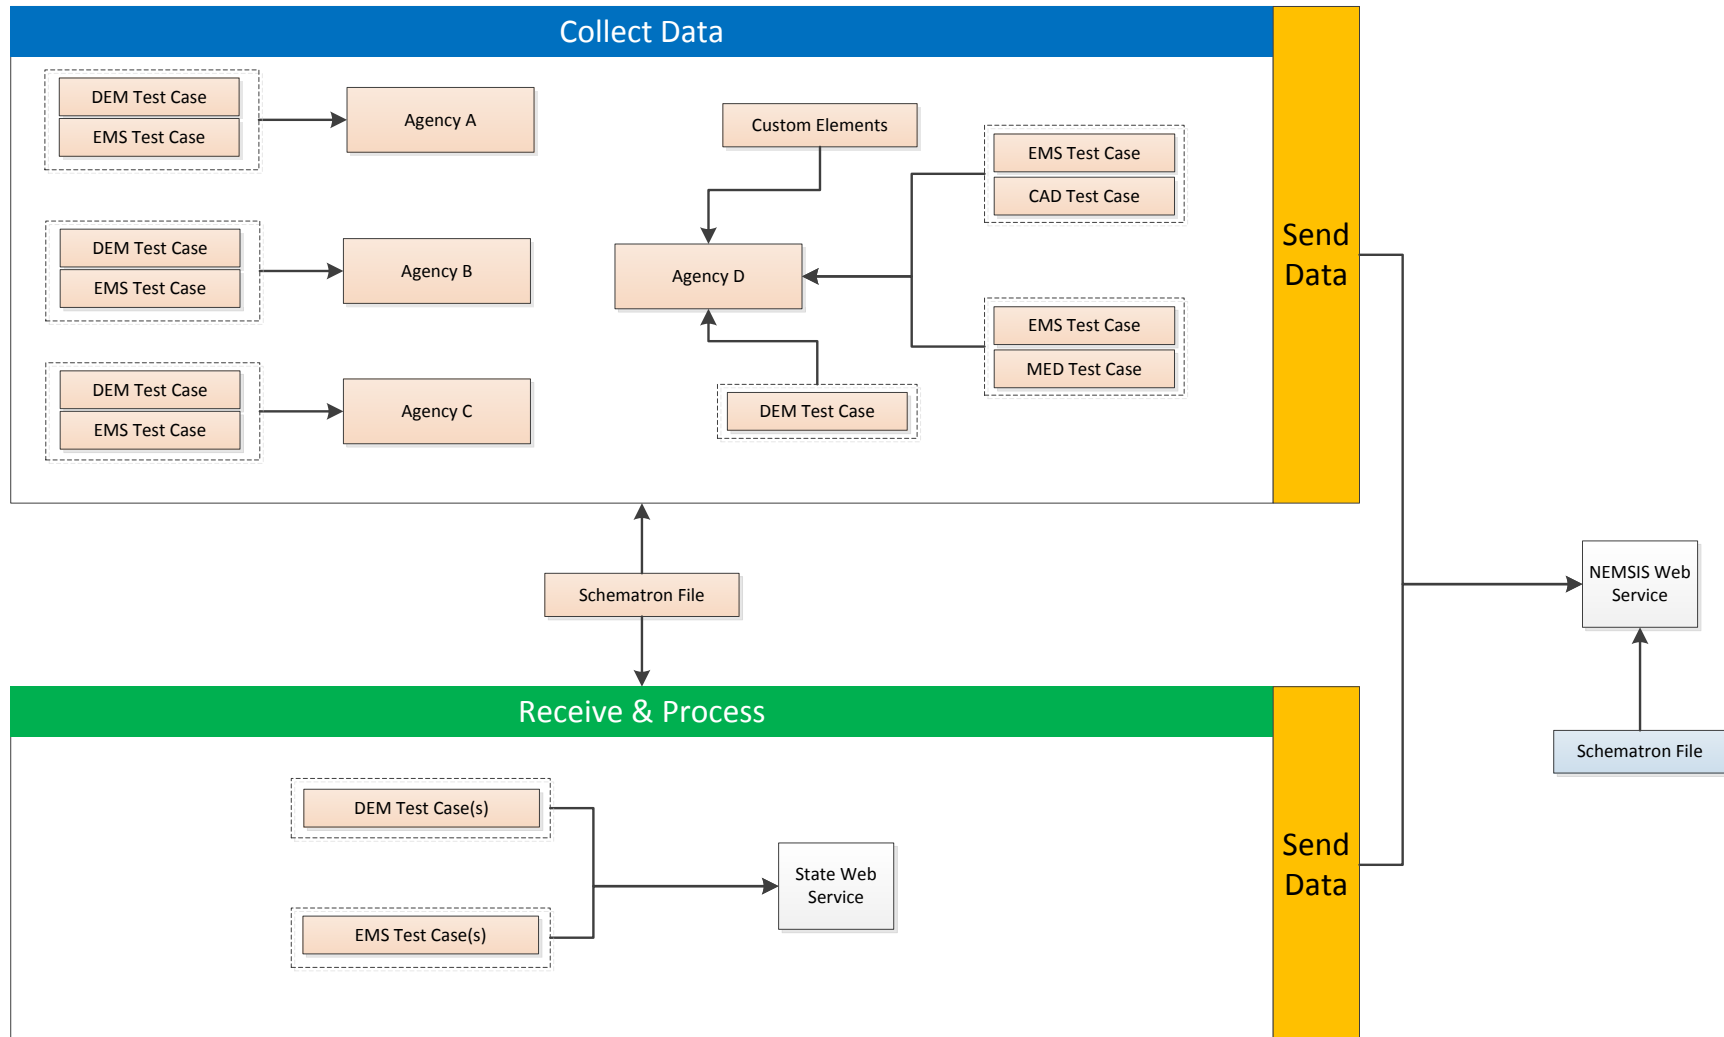 Collect Data
DEM Test Case
EMS Test Case
Agency A
DEM Test Case
EMS Test Case
Agency B
DEM Test Case
EMS Test Case
Agency C
Custom Elements
Agency D
DEM Test Case
EMS Test Case
CAD Test Case
EMS Test Case
MED Test Case
Send
Data
Schematron File
NEMSIS Web
Service
Schematron File
Receive & Process
DEM Test Case(s)
EMS Test Case(s)
State Web
Service
Send
Data